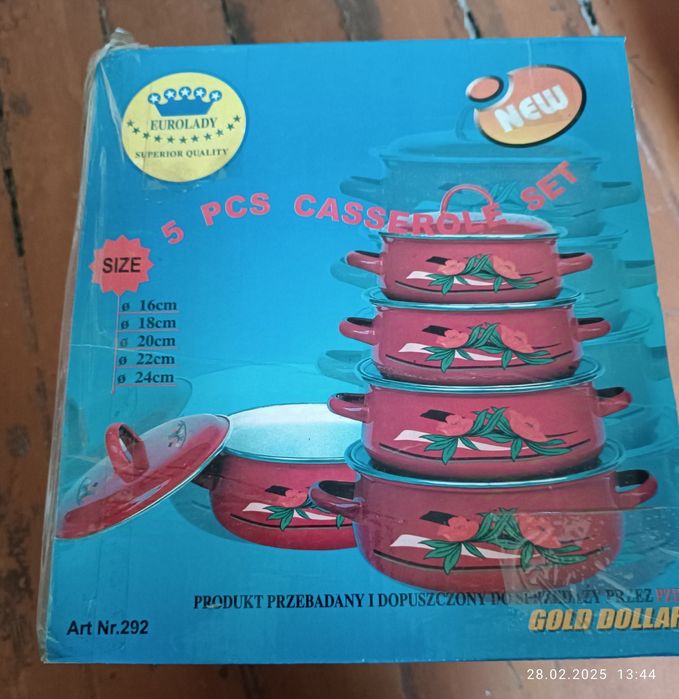 EUROLADY
SUPERIOR QUALITY
NEW
5 PCS CASSEROLE SET
SIZE
ø 16cm
ø 18cm
ø 20cm
ø 22cm
ø 24cm
PRODUKT PRZEBADANY I DOPUSZCZONY DO SPRZEDAŻY PRZEZ
GOLD DOLLAR
Art Nr.292
28.02.2025 13:44